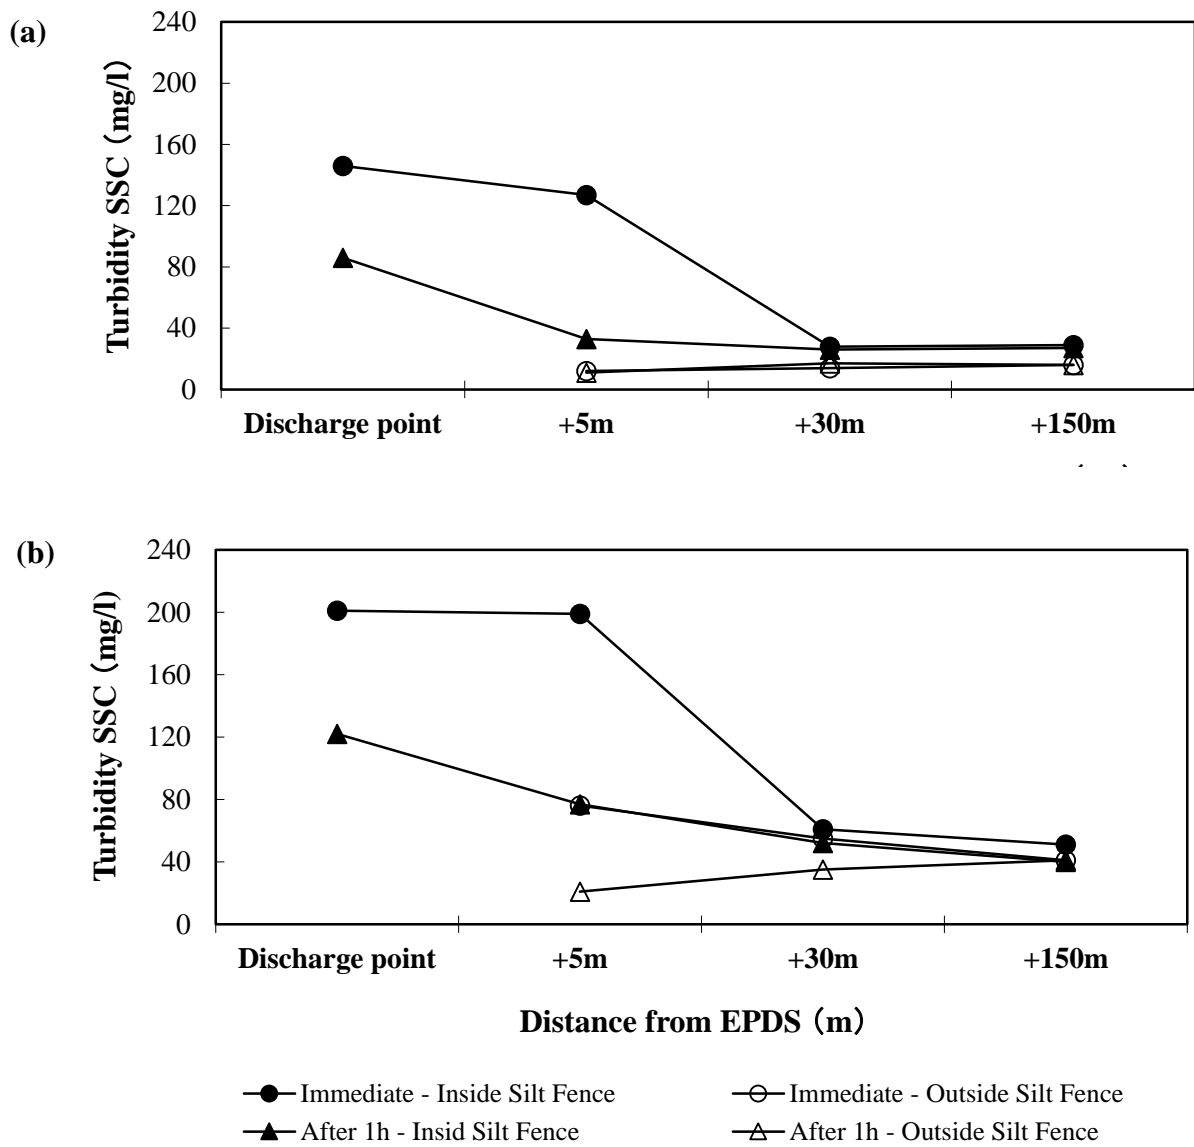 (a)
Turbidity SSC (mg/l)
240
200
160
120
80
40
0
Discharge point +5m +30m +150m
(b)
Turbidity SSC (mg/l)
240
200
160
120
80
40
0
Discharge point +5m +30m +150m
Distance from EPDS (m)
Immediate - Inside Silt Fence
Immediate - Outside Silt Fence
After 1h - Insid Silt Fence
After 1h - Outside Silt Fence